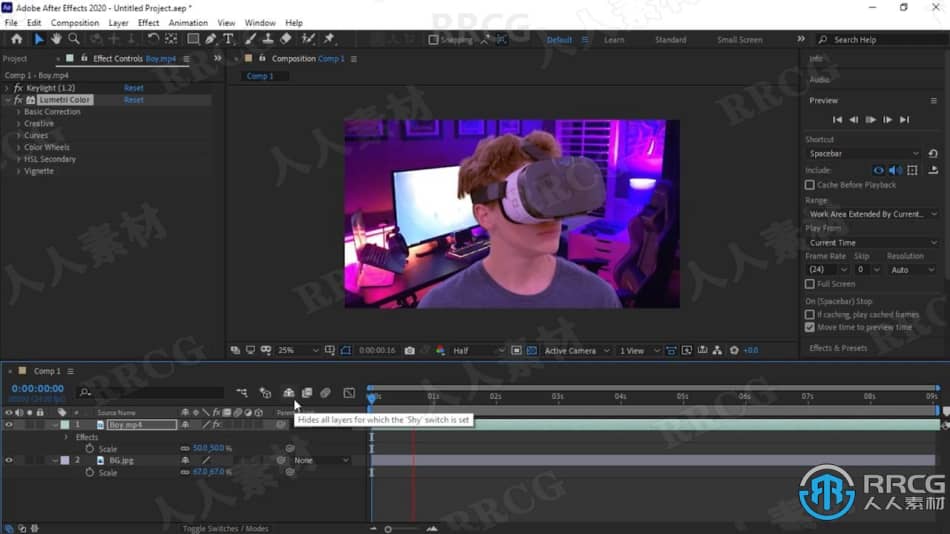 Adobe After Effects 2020 - Untitled Project.aep *
File Edit Composition Layer Effect Animation View Window Help
Snapping Default Learn Standard Small Screen Search Help
Project Effect Controls Boy.mp4 Composition Comp 1 Info
Comp 1 - Boy.mp4 Comp 1 Audio
fx Keylight (1.2) Reset
fx Lumetri Color Reset
Basic Correction
Creative
Curves
Color Wheels
HSL Secondary
Vignette
Preview
Shortcut
Spacebar
Include:
Cache Before Playback
Range
Work Area Extended By Current...
Play From
Current Time
Frame Rate Skip Resolution
(24) 0 Auto
Full Screen
On (Spacebar) Stop:
If caching, play cached frames
Move time to preview time
Effects & Presets
25% 0:00:00:16 Half Active Camera 1 View +0.0
Comp 1
0:00:00:00
# Source Name
01s 02s 03s 04s 05s 06s 07s 08s 09s
Hides all layers for which the 'Shy' switch is set
1 Boy.mp4
Effects
Scale 50.0,50.0 %
2 BG.jpg None
Scale 67.0,67.0 %
Toggle Switches / Modes
RRCG
人人素材